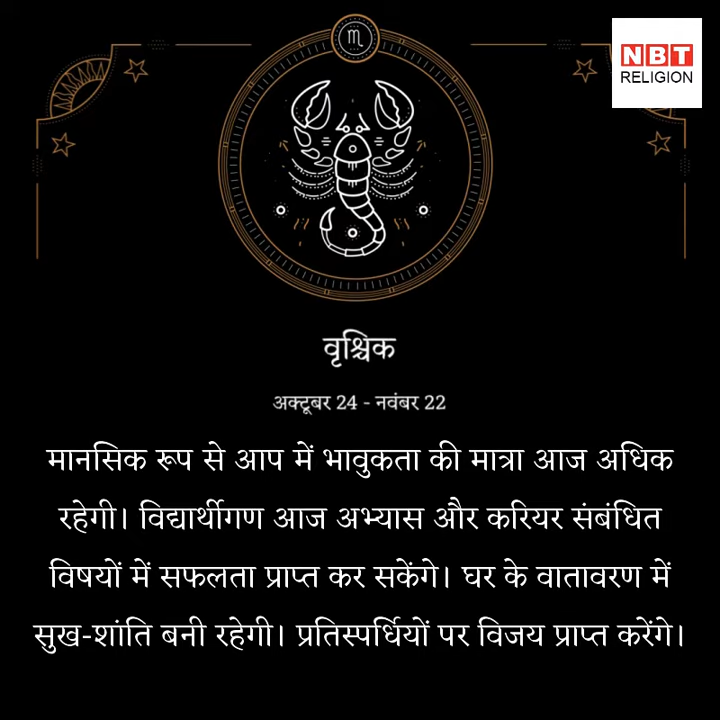 ♏
NBT
RELIGION
वृश्चिक
अक्टूबर 24 - नवंबर 22
मानसिक रूप से आप में भावुकता की मात्रा आज अधिक
रहेगी। विद्यार्थीगण आज अभ्यास और करियर संबंधित
विषयों में सफलता प्राप्त कर सकेंगे। घर के वातावरण में
सुख-शांति बनी रहेगी। प्रतिस्पर्धियों पर विजय प्राप्त करेंगे।